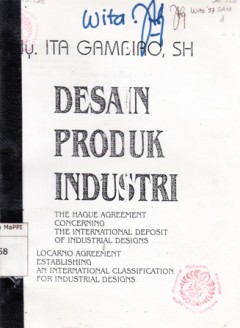 Wita.
ITA GAMBIRO, SH
DESAIN
PRODUK
INDUSTRI
THE HAGUE AGREEMENT
CONCERNING
THE INTERNATIONAL DEPOSIT
OF INDUSTRIAL DESIGNS
LOCARNO AGREEMENT
ESTABLISHING
AN INTERNATIONAL CLASSIFICATION
FOR INDUSTRIAL DESIGNS
MaPPI
58